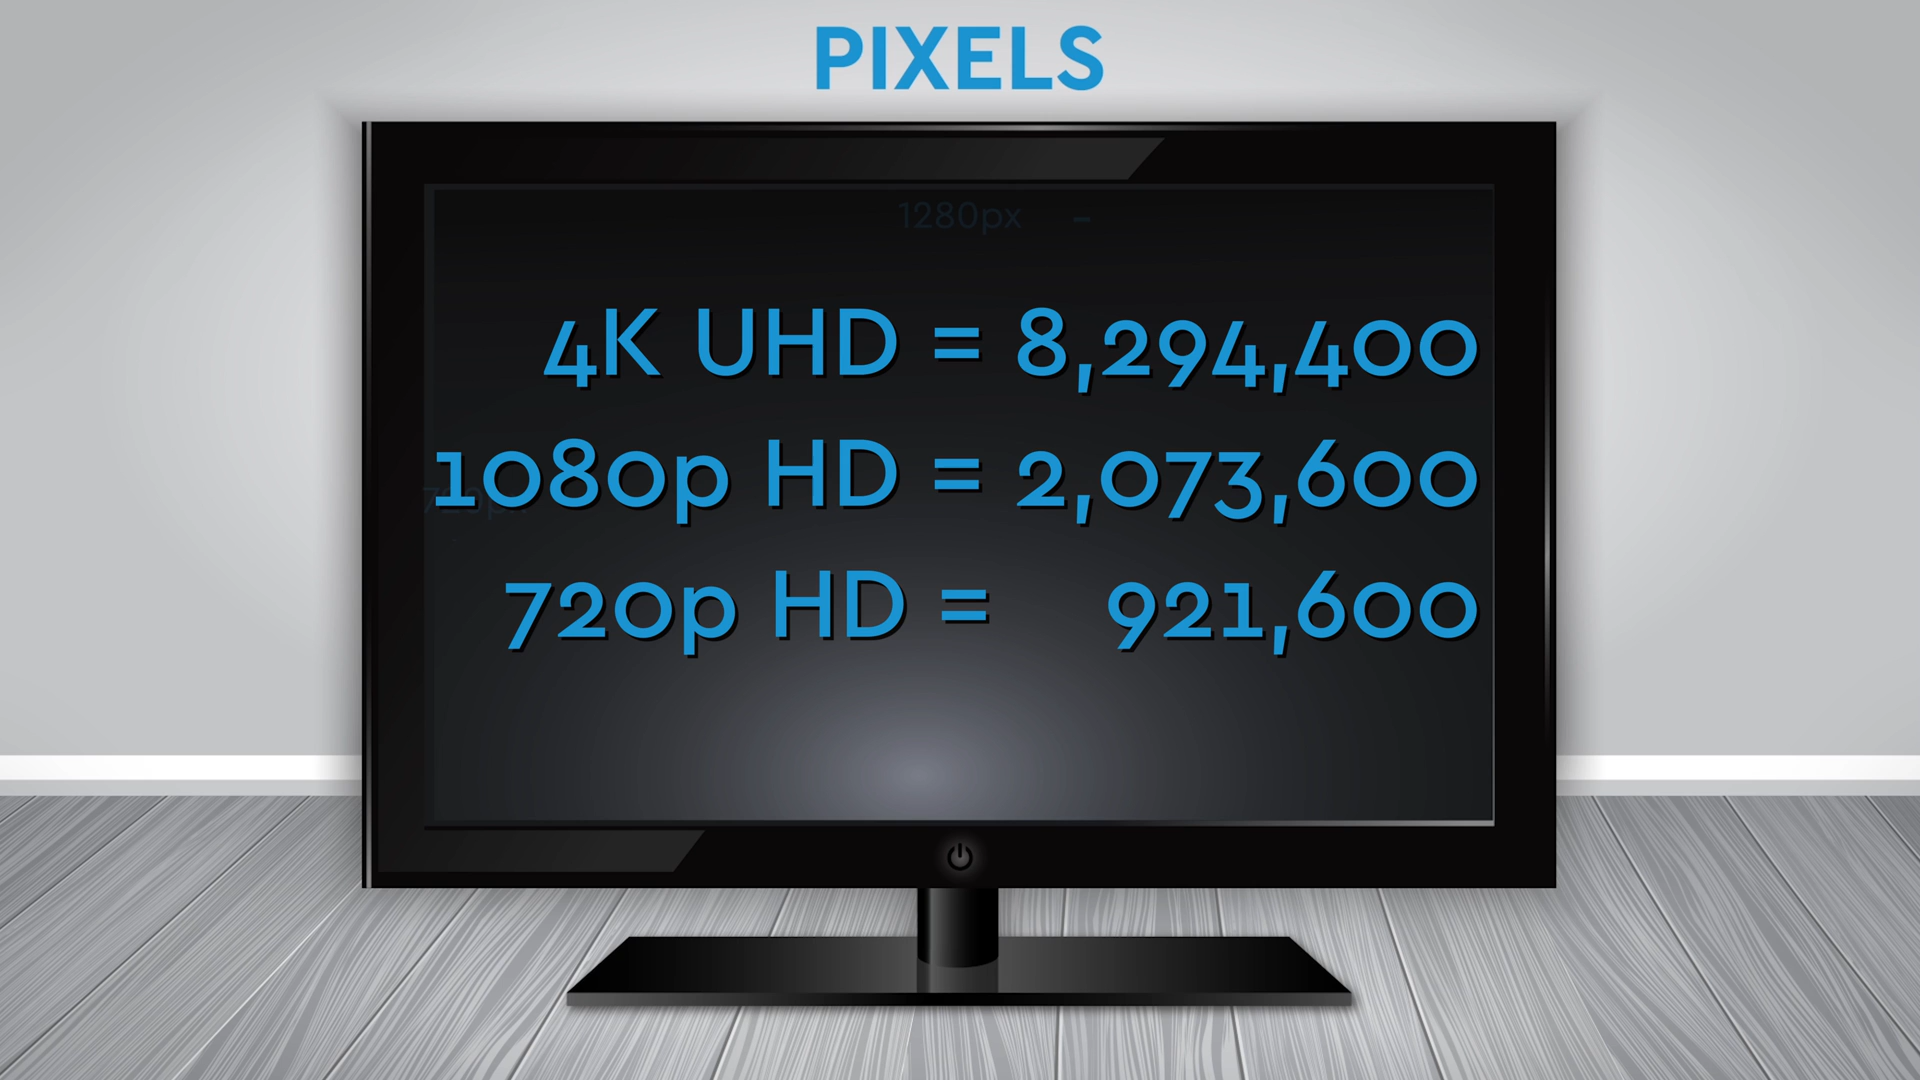 PIXELS
1280px -
4K UHD = 8,294,400
1080p HD = 2,073,600
720p HD = 921,600